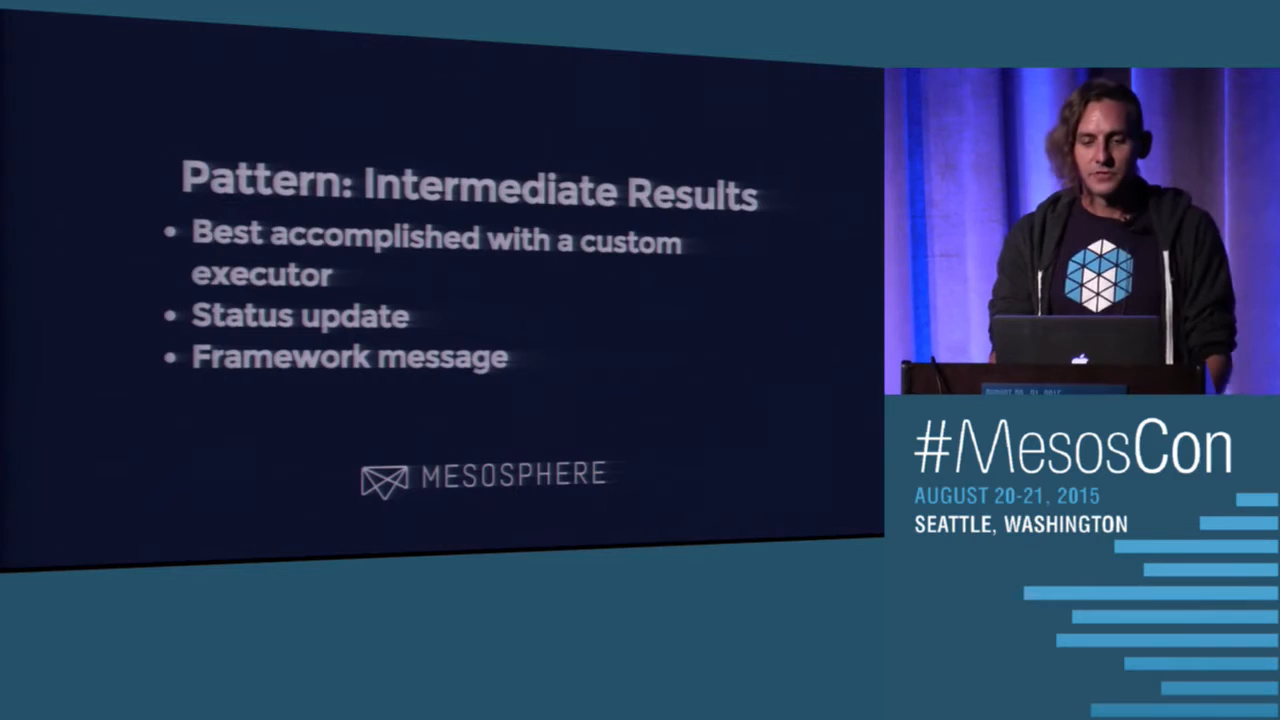 Pattern: Intermediate Results
• Best accomplished with a custom
executor
• Status update
• Framework message
MESOSPHERE
#MesosCon
AUGUST 20-21, 2015
SEATTLE, WASHINGTON